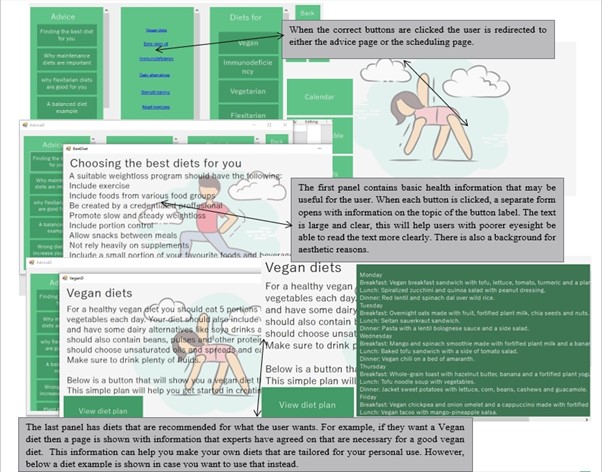 Advice
Finding the best diet
for you
Why maintenance
diets are important
why flexitarian diets
are good for you
A balanced diet
example
Vegan diets
Immunodeficiency
Daily alternatives
Strength training
Diets for
vegan
Immunodeficie
ncy
Vegetarian
Flexitarian
Back
When the correct buttons are clicked the user is redirected to
either the advice page or the scheduling page.
Calendar
Choosing the best diets for you
A suitable weightloss program should have the following:
Include exercise
Include foods from various food groups
Be created by a credentialed proffesional
Promote slow and steady weightloss
Include portion control
Allow snacks between meals
Not rely heavily on supplements
Include a small portion of your favourite foods and beverag
The first panel contains basic health information that may be
useful for the user. When each button is clicked, a separate form
opens with information on the topic of the button label. The text
is large and clear, this will help users with poorer eyesight be
able to read the text more clearly. There is also a background for
aesthetic reasons.
Advice
Wrong di
increase
Vegan diets
For a healthy vegan diet you should eat 5 portions
vegetables each day. Your diet should also include
and have some dairy alternatives like soya drinks
should also contain beans, pulses and other protei
should choose unsaturated oils and spreads and e
Make sure to drink plenty of fluids.
Below is a button that will show you a vegan diet t
This simple plan will help you get started in creati
View diet plan
Vegan diets
For a healthy vegan
vegetables each day.
and have some dairy
should also contain
should choose unsat
Make sure to drink p
Below is a button tha
This simple plan will
View diet plan
Monday
Breakfast: Vegan breakfast sandwich with tofu, lettuce, tomato, turmeric and a plan
Lunch: Spiralized zucchini and quinoa salad with peanut dressing.
Dinner: Red lentil and spinach dal over wild rice.
Tuesday
Breakfast: Overnight oats made with fruit, fortified plant milk, chia seeds and nuts.
Lunch: Seitan sauerkraut sandwich.
Dinner: Pasta with a lentil bolognese sauce and a side salad.
Wednesday
Breakfast: Mango and spinach smoothie made with fortified plant milk and a banan
Lunch: Baked tofu sandwich with a side of tomato salad.
Dinner: Vegan chili on a bed of amaranth.
Thursday
Breakfast: Whole-grain toast with hazelnut butter, banana and a fortified plant yog
Lunch: Tofu noodle soup with vegetables.
Dinner: Jacket sweet potatoes with lettuce, corn, beans, cashews and guacamole.
Friday
Breakfast: Vegan chickpea and onion omelet and a cappuccino made with fortified
Lunch: Vegan tacos with mango-pineapple salsa.
The last panel has diets that are recommended for what the user wants. For example, if they want a Vegan
diet then a page is shown with information that experts have agreed on that are necessary for a good vegan
diet. This information can help you make your own diets that are tailored for your personal use. However,
below a diet example is shown in case you want to use that instead.